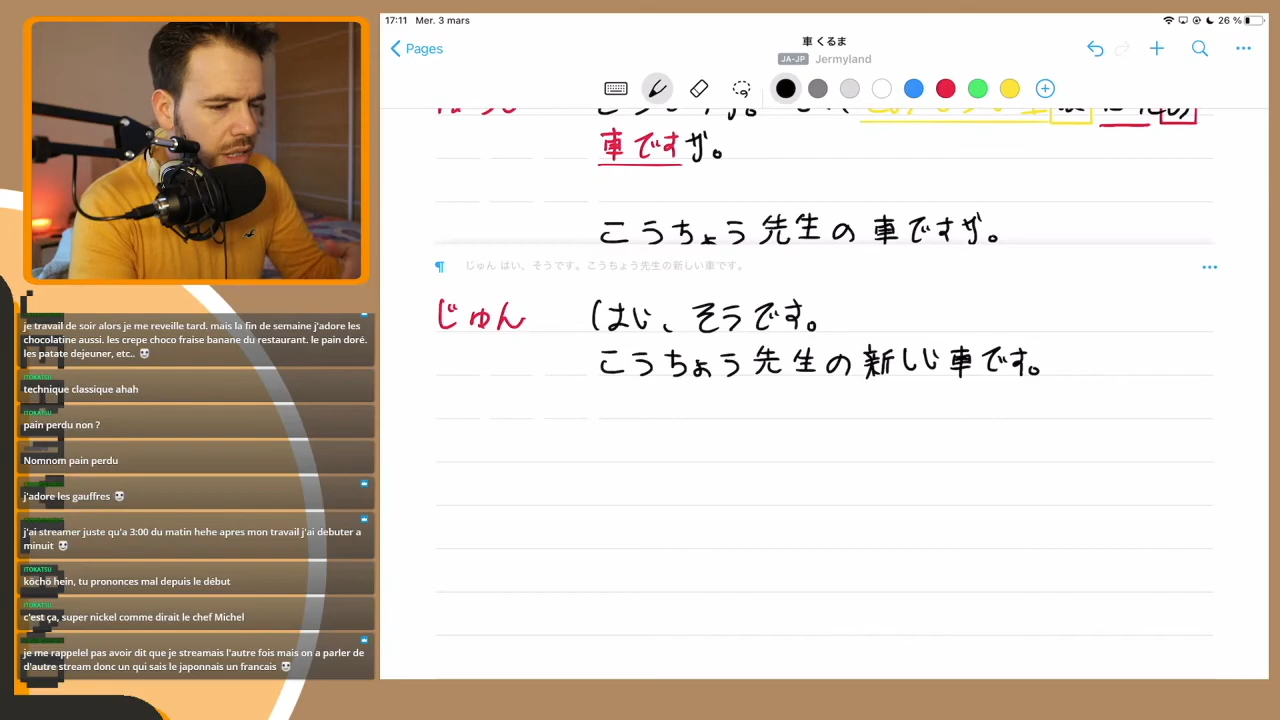 17:11 Mer. 3 mars
26 %
車 くるま
Pages
JA-JP Jermyland
車ですが。
こうちょう先生の車ですが。
じゅん はい、そうです。こうちょう先生の新しい車です。
じゅん はい、そうです。
こうちょう先生の新しい車です。
je travail de soir alors je me reveille tard. mais la fin de semaine j'adore les
chocolatine aussi. les crepe choco fraise banane du restaurant. le pain doré.
les patate dejeuner, etc..
ITOKATSU
technique classique ahah
ITOKATSU
pain perdu non ?
Nomnom pain perdu
j'adore les gauffres
j'ai streamer juste qu'a 3:00 du matin hehe apres mon travail j'ai debuter a
minuit
ITOKATSU
kōchō hein, tu prononces mal depuis le début
ITOKATSU
c'est ça, super nickel comme dirait le chef Michel
je me rappelel pas avoir dit que je streamais l'autre fois mais on a parler de
d'autre stream donc un qui sais le japonnais un francais